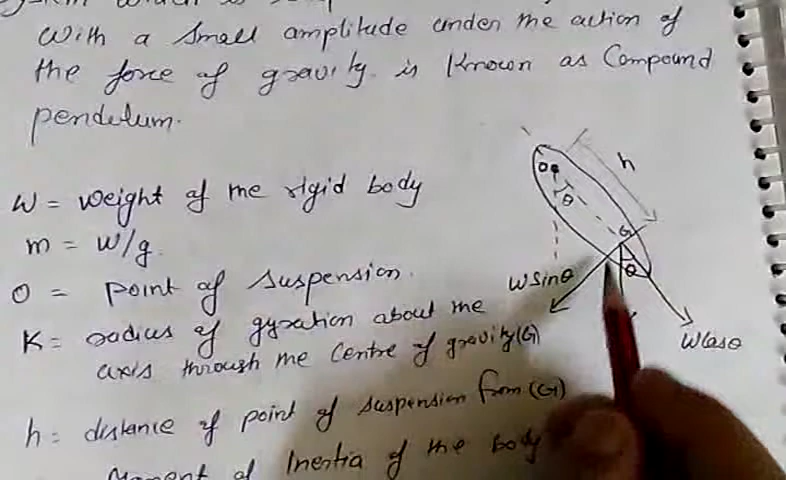 with a small amplitude under the action of
the force of gravity. is known as Compound
pendulum.
W = weight of the rigid body
m = W/g.
O = point of suspension.
K = radius of gyration about the
axis through the centre of gravity(G)
h = distance of point of suspension from (G)
Moment of Inertia of the body
O
θ
h
G
θ
Wsinθ
Wcosθ